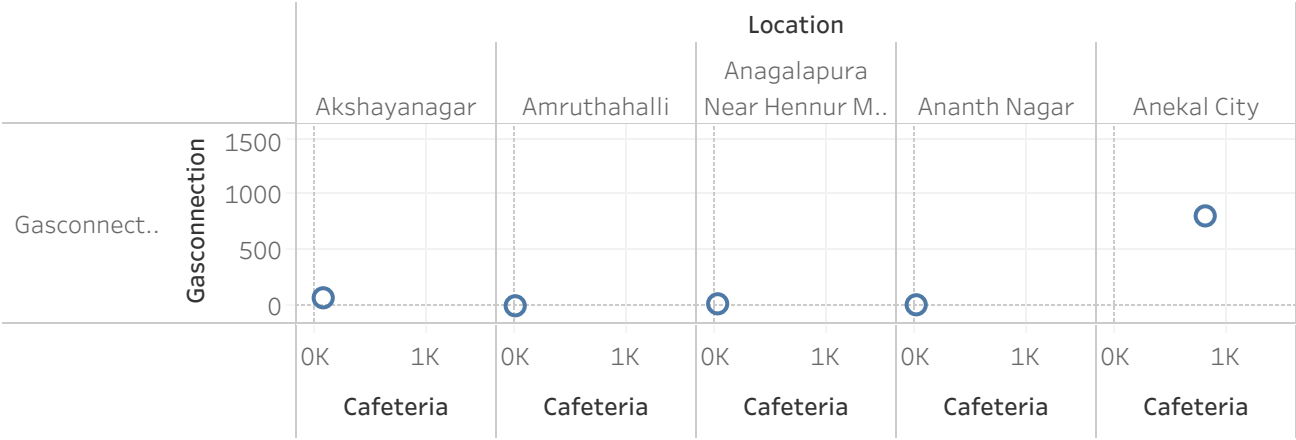 Location
Akshayanagar
Amruthahalli
Anagalapura
Near Hennur M..
Ananth Nagar
Anekal City
Gasconnect..
Gasconnection
1500
1000
500
0
0K 1K 0K 1K 0K 1K 0K 1K 0K 1K
Cafeteria Cafeteria Cafeteria Cafeteria Cafeteria